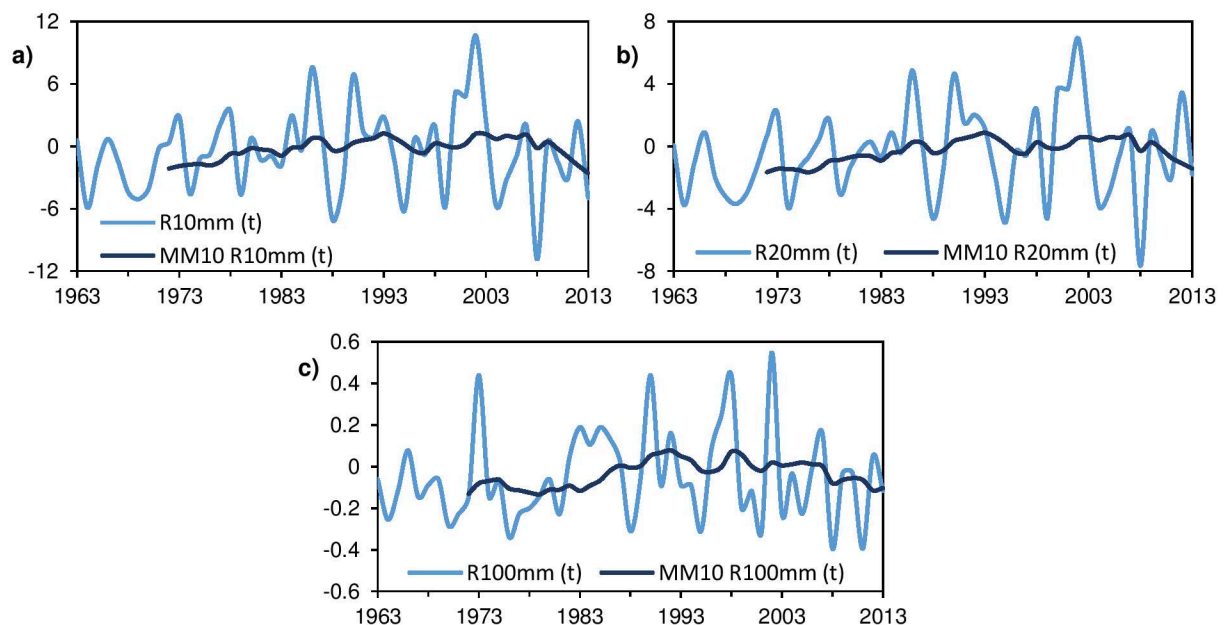 a)
12
6
0
-6
-12
R10mm (t)
MM10 R10mm (t)
1963 1973 1983 1993 2003 2013
b)
8
4
0
-4
-8
R20mm (t) MM10 R20mm (t)
1963 1973 1983 1993 2003 2013
c)
0.6
0.4
0.2
0
-0.2
-0.4
-0.6
R100mm (t) MM10 R100mm (t)
1963 1973 1983 1993 2003 2013